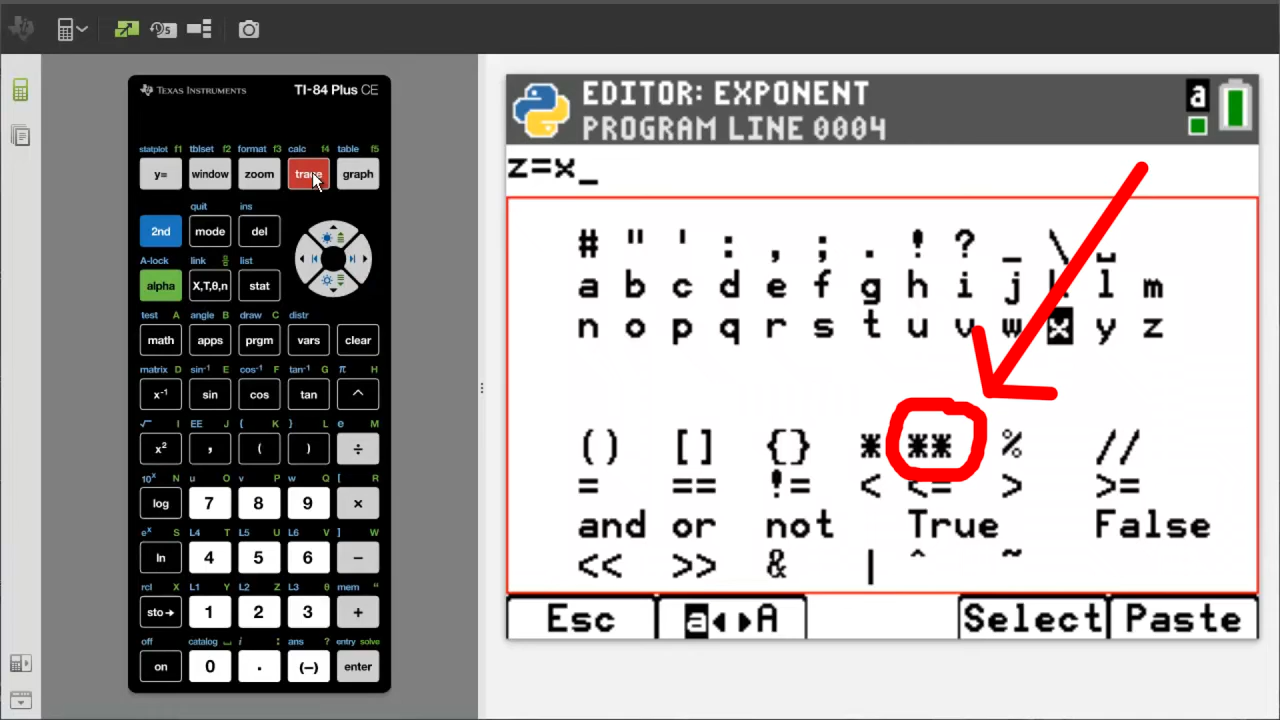 TEXAS INSTRUMENTS TI-84 Plus CE
statplot f1 tblset f2 format f3 calc f4 table f5
y= window zoom trace graph
quit ins
2nd mode del
A-lock link list
alpha X,T,θ,n stat
test A angle B draw C distr
math apps prgm vars clear
matrix D sin⁻¹ E cos⁻¹ F tan⁻¹ G π H
x⁻¹ sin cos tan ^
√ I EE J { K } L e M
x² , ( ) ÷
10ˣ N u O v P w Q [ R
log 7 8 9 ×
eˣ S L4 T L5 U L6 V ] W
ln 4 5 6 −
rcl X L1 Y L2 Z L3 θ mem "
sto→ 1 2 3 +
off catalog ␣ i : ans ? entry solve
on 0 . (−) enter
EDITOR: EXPONENT
PROGRAM LINE 0004
a
z=x_
# " ' : , ; . ! ? _ \ ␣
a b c d e f g h i j l m
n o p q r s t u v w x y z
() [] {} * ** % //
= == != < <= > >=
and or not True False
<< >> & | ^ ~
Esc a◂▸A Select Paste